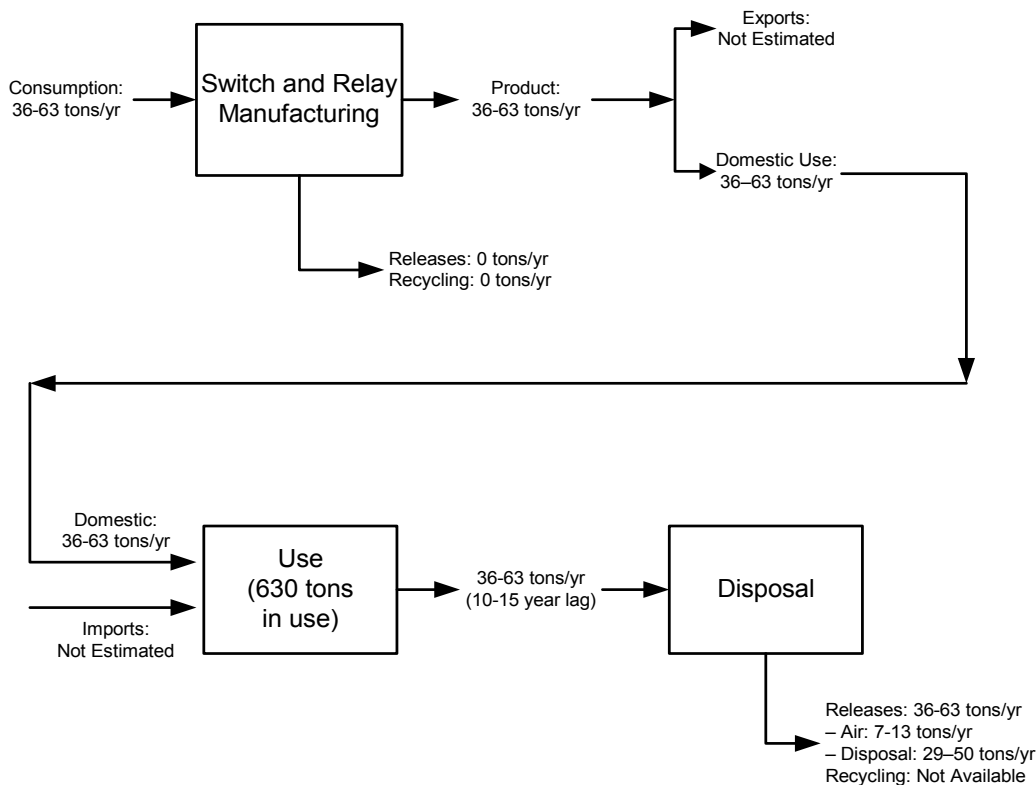 Exports:
Not Estimated
Consumption:
36-63 tons/yr
Switch and Relay
Manufacturing
Product:
36-63 tons/yr
Domestic Use:
36–63 tons/yr
Releases: 0 tons/yr
Recycling: 0 tons/yr
Domestic:
36-63 tons/yr
Imports:
Not Estimated
Use
(630 tons
in use)
36-63 tons/yr
(10-15 year lag)
Disposal
Releases: 36-63 tons/yr
– Air: 7-13 tons/yr
– Disposal: 29–50 tons/yr
Recycling: Not Available